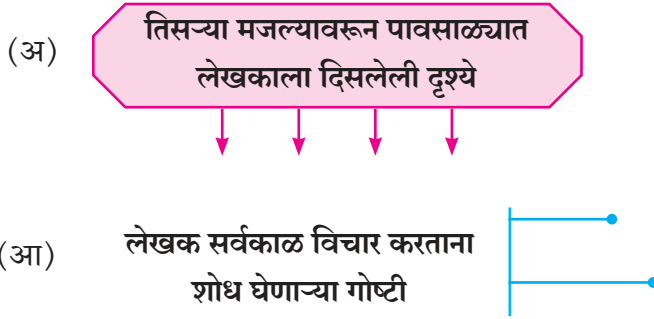 (अ)
तिसऱ्या मजल्यावरून पावसाळ्यात
लेखकाला दिसलेली दृश्ये
(आ)
लेखक सर्वकाळ विचार करताना
शोध घेणाऱ्या गोष्टी